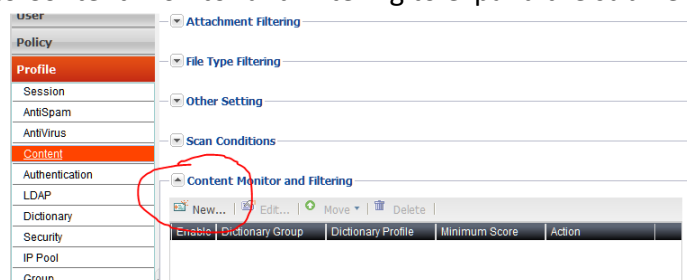 User
Policy
Profile
Session
AntiSpam
AntiVirus
Content
Authentication
LDAP
Dictionary
Security
IP Pool
Group
Attachment Filtering
File Type Filtering
Other Setting
Scan Conditions
Content Monitor and Filtering
New... | Edit... | Move | Delete |
Enable Dictionary Group Dictionary Profile Minimum Score Action